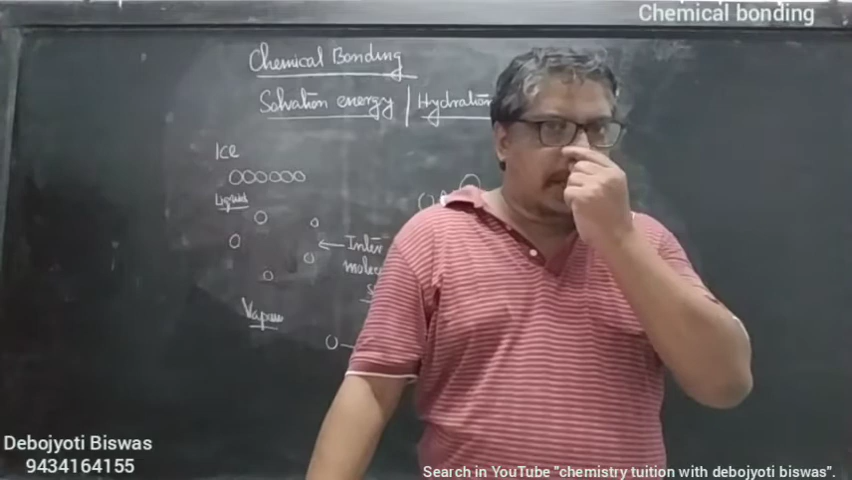 Chemical bonding
Chemical Bonding
Solvation energy | Hydration
Ice
Liquid
Inter
molec
Vapour
Debojyoti Biswas
9434164155
Search in YouTube "chemistry tuition with debojyoti biswas".